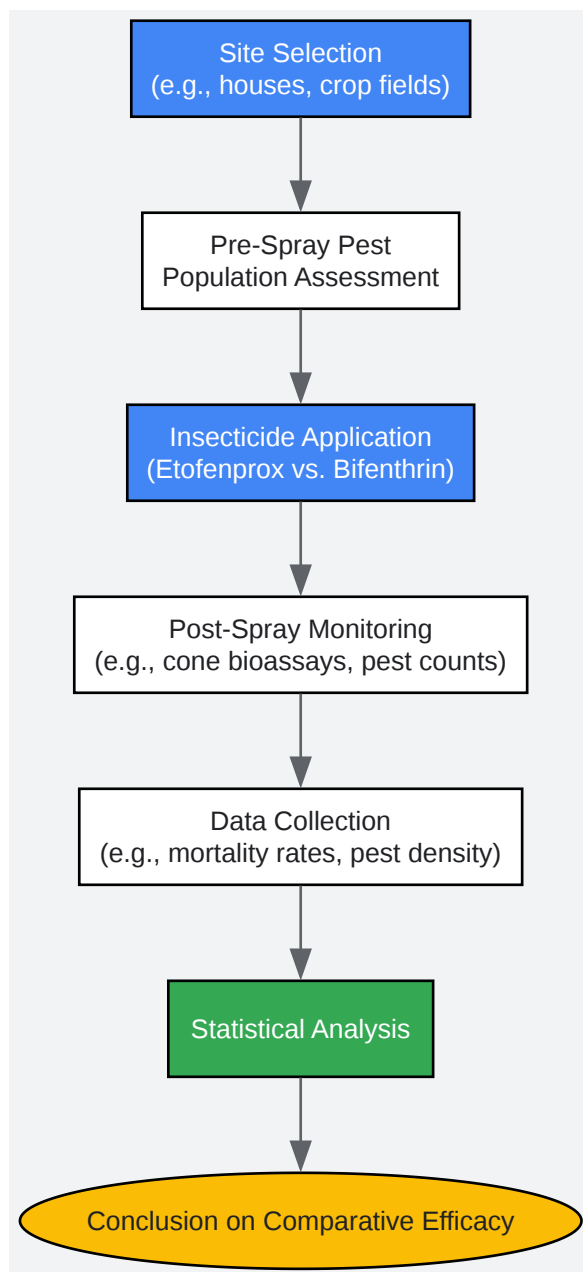 Site Selection
(e.g., houses, crop fields)
Pre-Spray Pest
Population Assessment
Insecticide Application
(Etofenprox vs. Bifenthrin)
Post-Spray Monitoring
(e.g., cone bioassays, pest counts)
Data Collection
(e.g., mortality rates, pest density)
Statistical Analysis
Conclusion on Comparative Efficacy